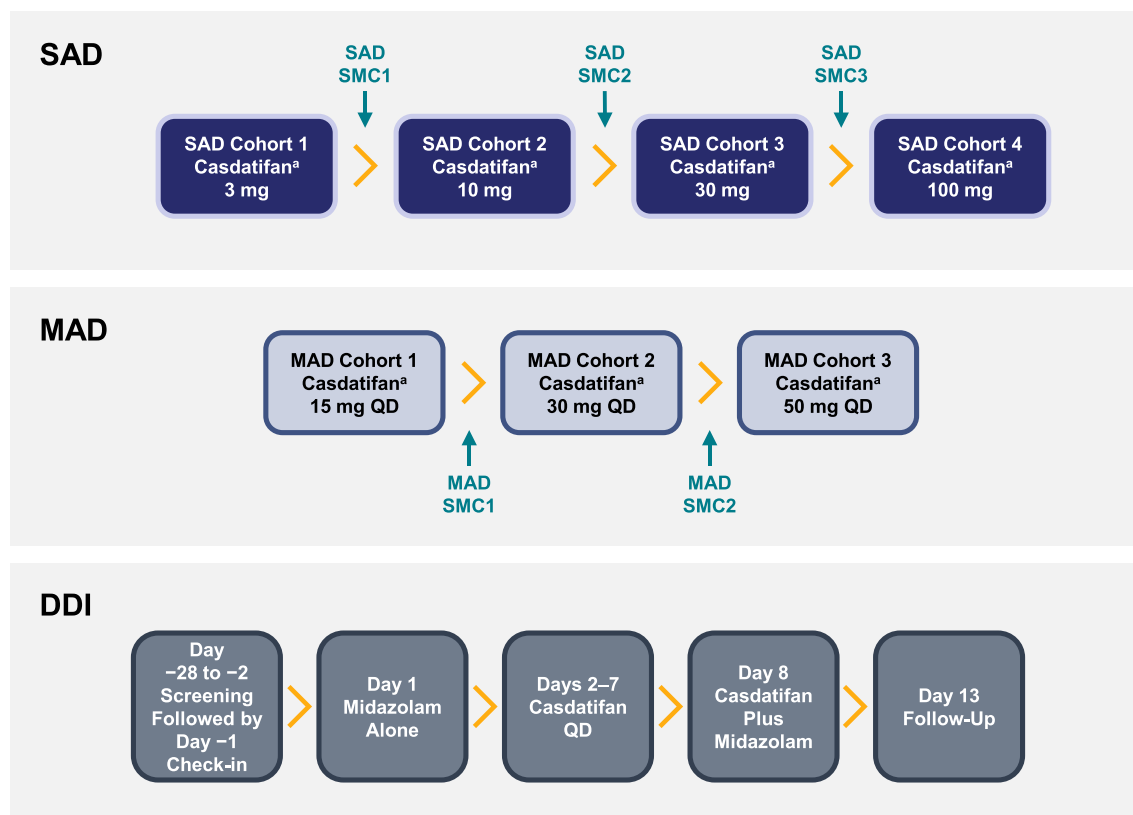 SAD
SAD
SMC1
SAD
SMC2
SAD
SMC3
SAD Cohort 1
Casdatifanᵃ
3 mg
SAD Cohort 2
Casdatifanᵃ
10 mg
SAD Cohort 3
Casdatifanᵃ
30 mg
SAD Cohort 4
Casdatifanᵃ
100 mg
MAD
MAD Cohort 1
Casdatifanᵃ
15 mg QD
MAD Cohort 2
Casdatifanᵃ
30 mg QD
MAD Cohort 3
Casdatifanᵃ
50 mg QD
MAD
SMC1
MAD
SMC2
DDI
Day
−28 to −2
Screening
Followed by
Day −1
Check-in
Day 1
Midazolam
Alone
Days 2–7
Casdatifan
QD
Day 8
Casdatifan
Plus
Midazolam
Day 13
Follow-Up